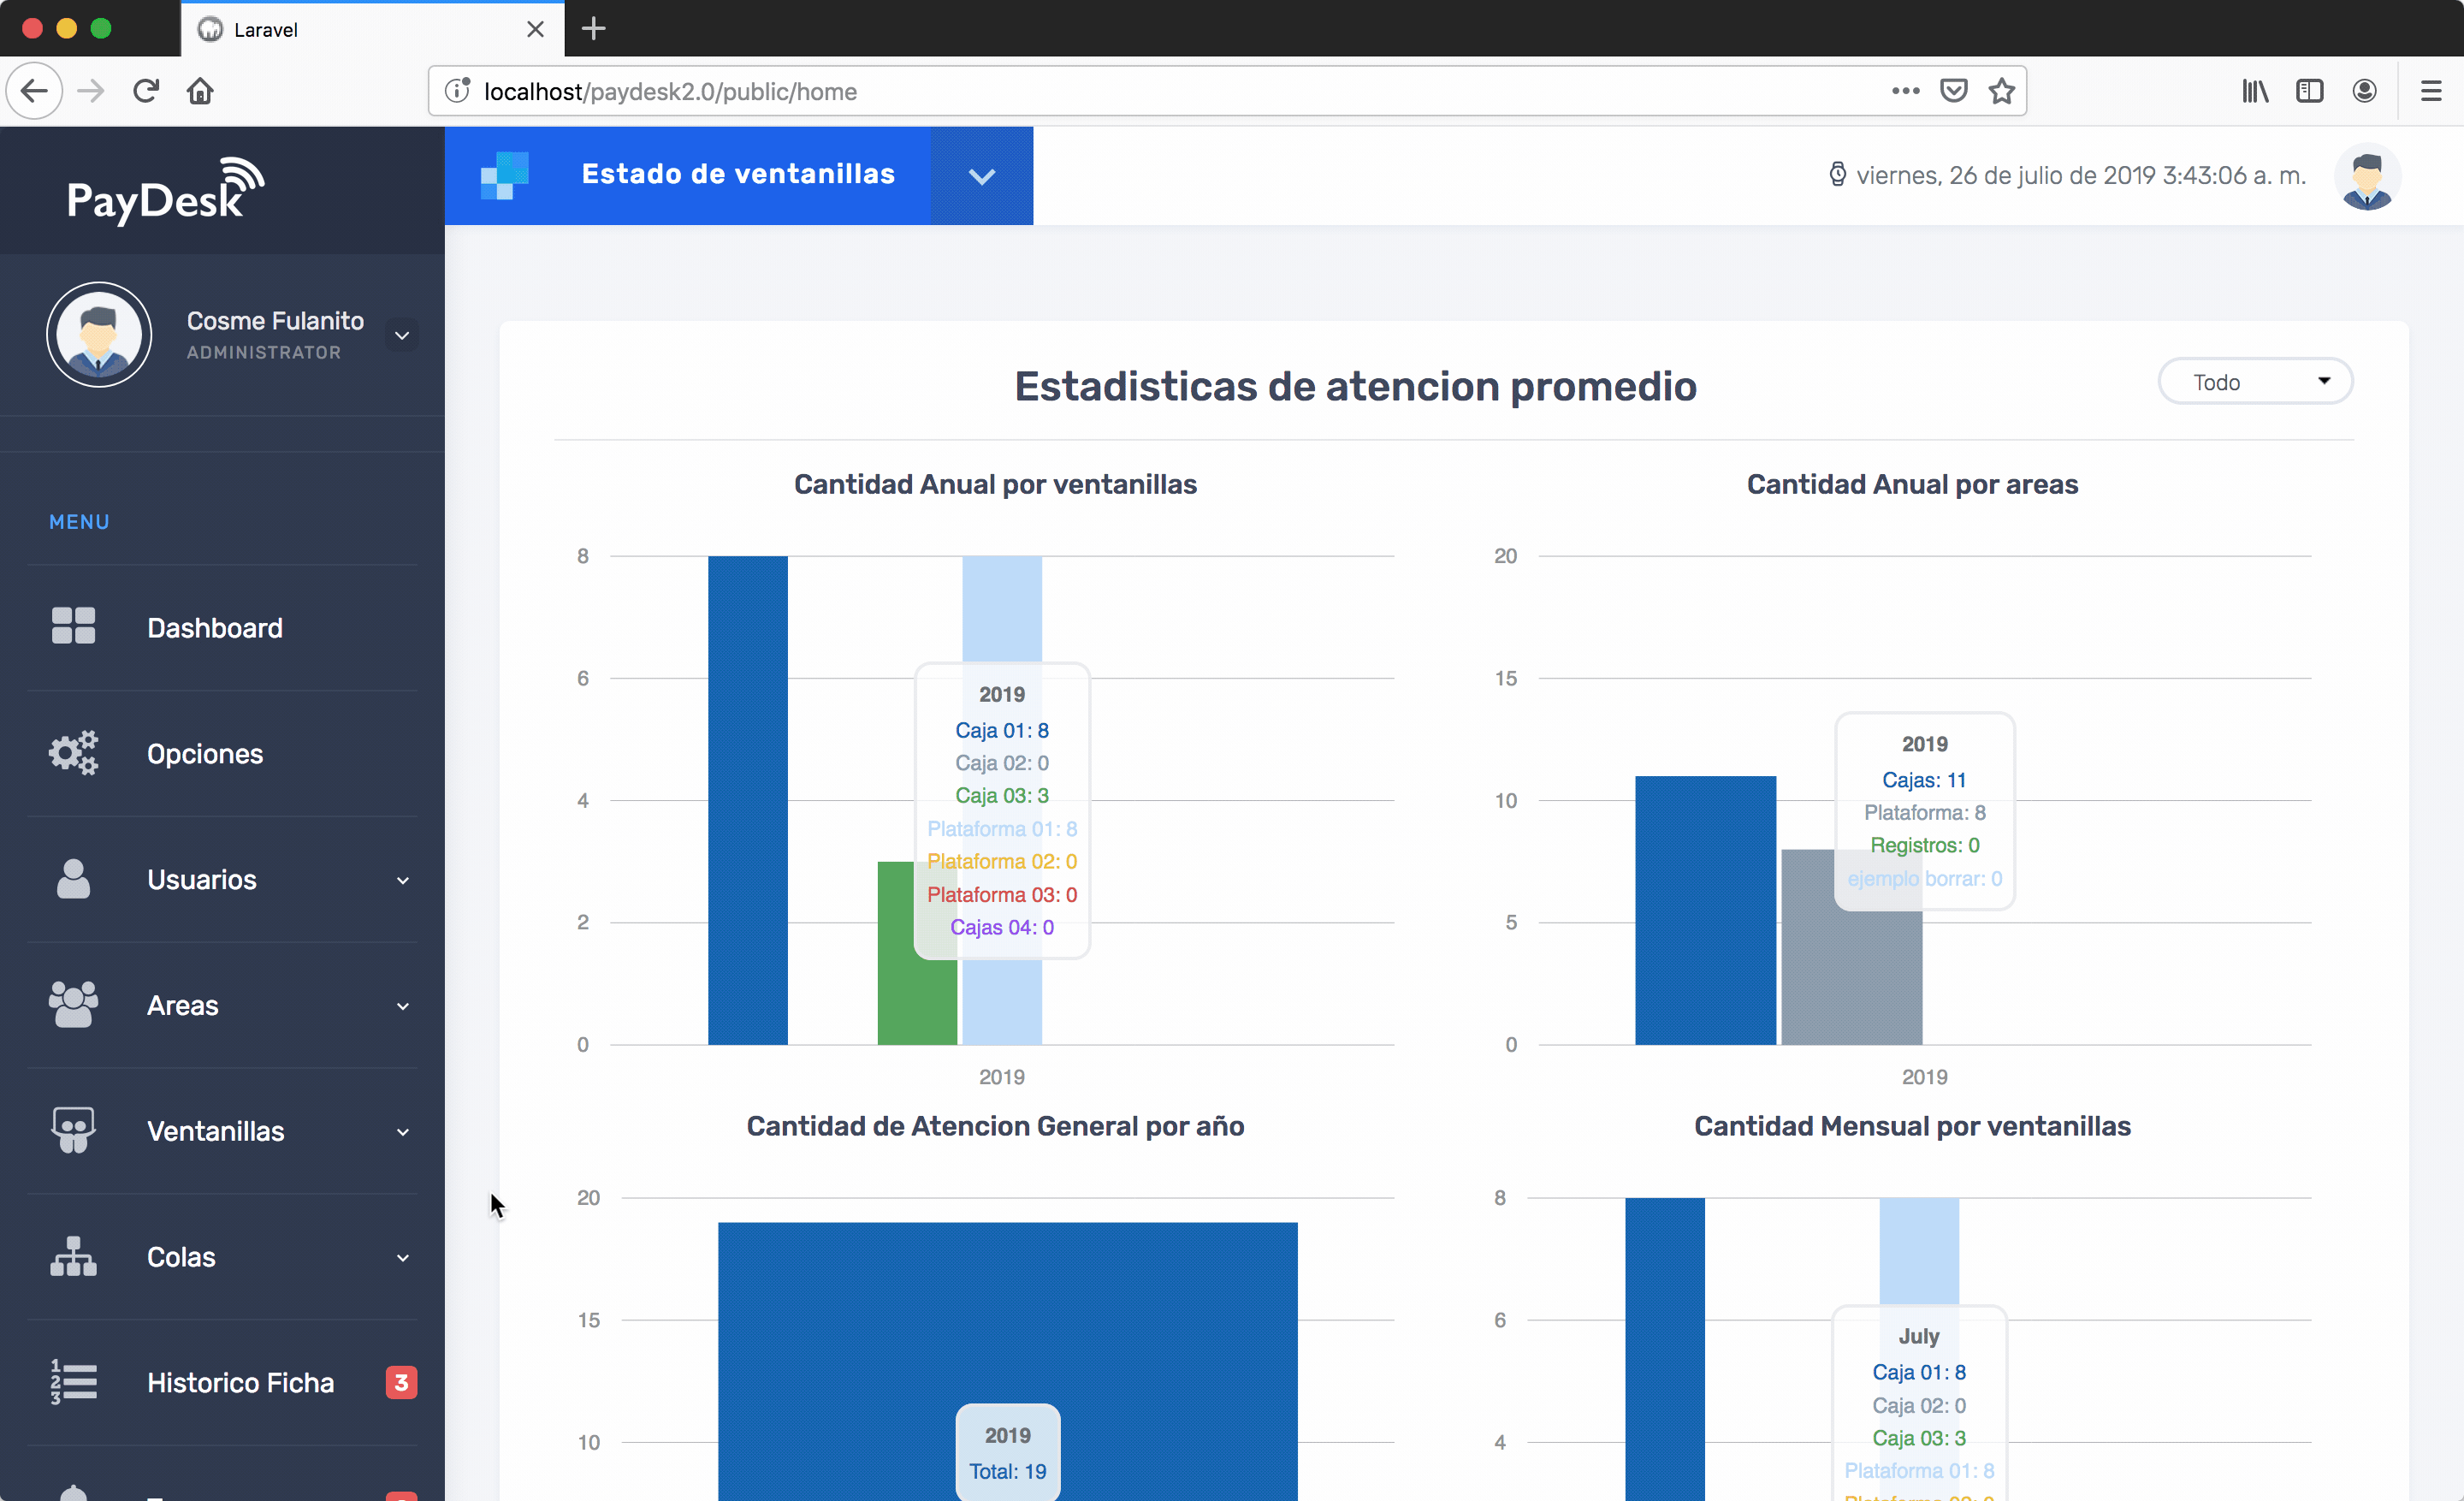 Laravel
localhost/paydesk2.0/public/home
PayDesk
Estado de ventanillas
viernes, 26 de julio de 2019 3:43:06 a. m.
Cosme Fulanito
ADMINISTRATOR
MENU
Dashboard
Opciones
Usuarios
Areas
Ventanillas
Colas
Historico Ficha 3
Estadisticas de atencion promedio
Todo
Cantidad Anual por ventanillas
8
6
4
2
0
2019
Caja 01: 8
Caja 02: 0
Caja 03: 3
Plataforma 01: 8
Plataforma 02: 0
Plataforma 03: 0
Cajas 04: 0
2019
Cantidad Anual por areas
20
15
10
5
0
2019
Cajas: 11
Plataforma: 8
Registros: 0
ejemplo borrar: 0
2019
Cantidad de Atencion General por año
20
15
10
2019
Total: 19
Cantidad Mensual por ventanillas
8
6
4
July
Caja 01: 8
Caja 02: 0
Caja 03: 3
Plataforma 01: 8